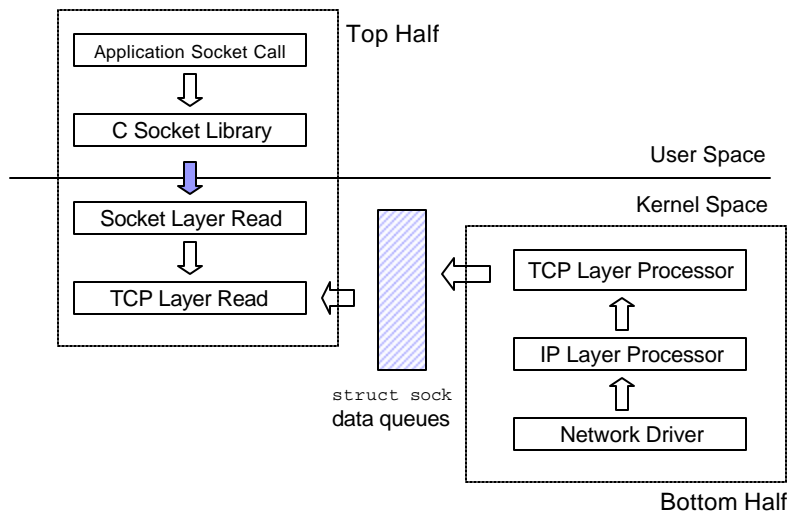 Top Half
Application Socket Call
C Socket Library
User Space
Kernel Space
Socket Layer Read
TCP Layer Read
TCP Layer Processor
IP Layer Processor
Network Driver
struct sock
data queues
Bottom Half